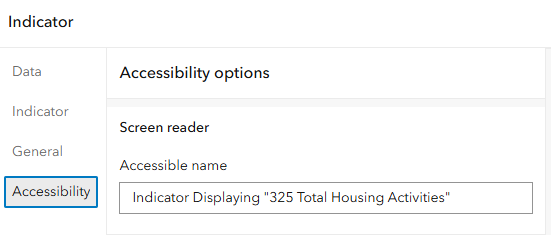 Indicator
Data
Accessibility options
Indicator
Screen reader
General
Accessible name
Accessibility
Indicator Displaying "325 Total Housing Activities"